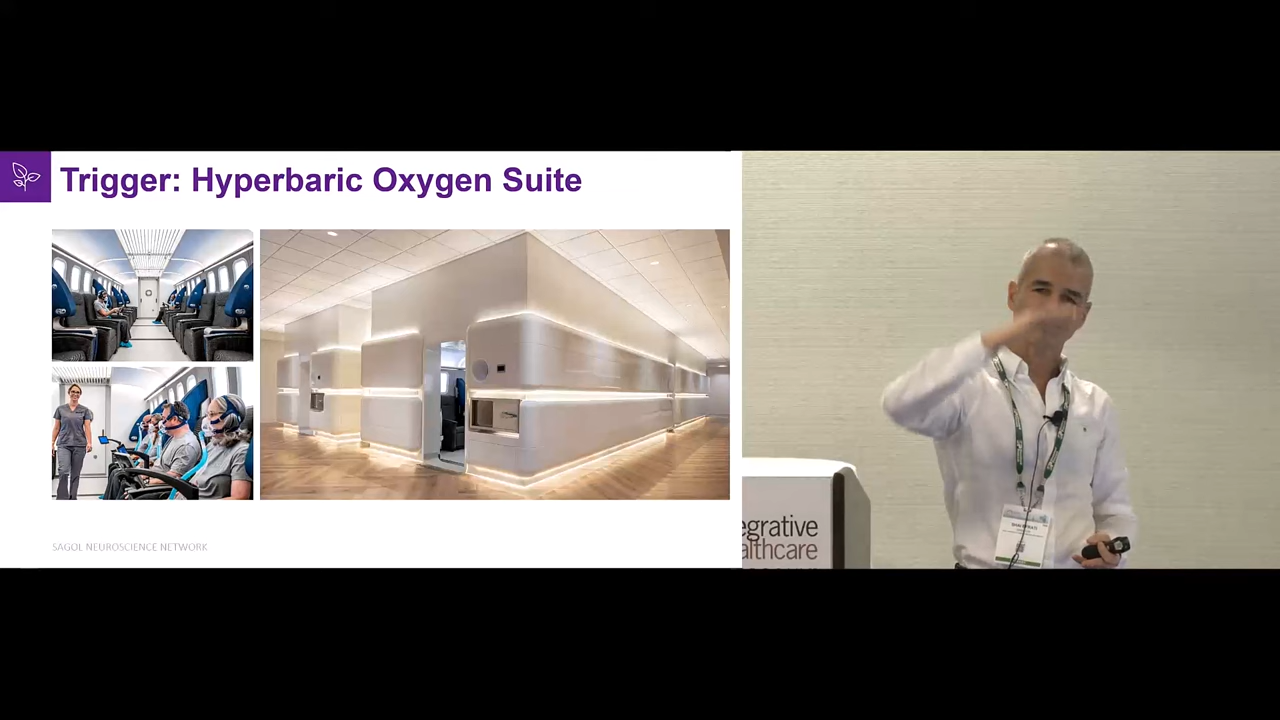 Trigger: Hyperbaric Oxygen Suite
SAGOL NEUROSCIENCE NETWORK
egrative
althcare